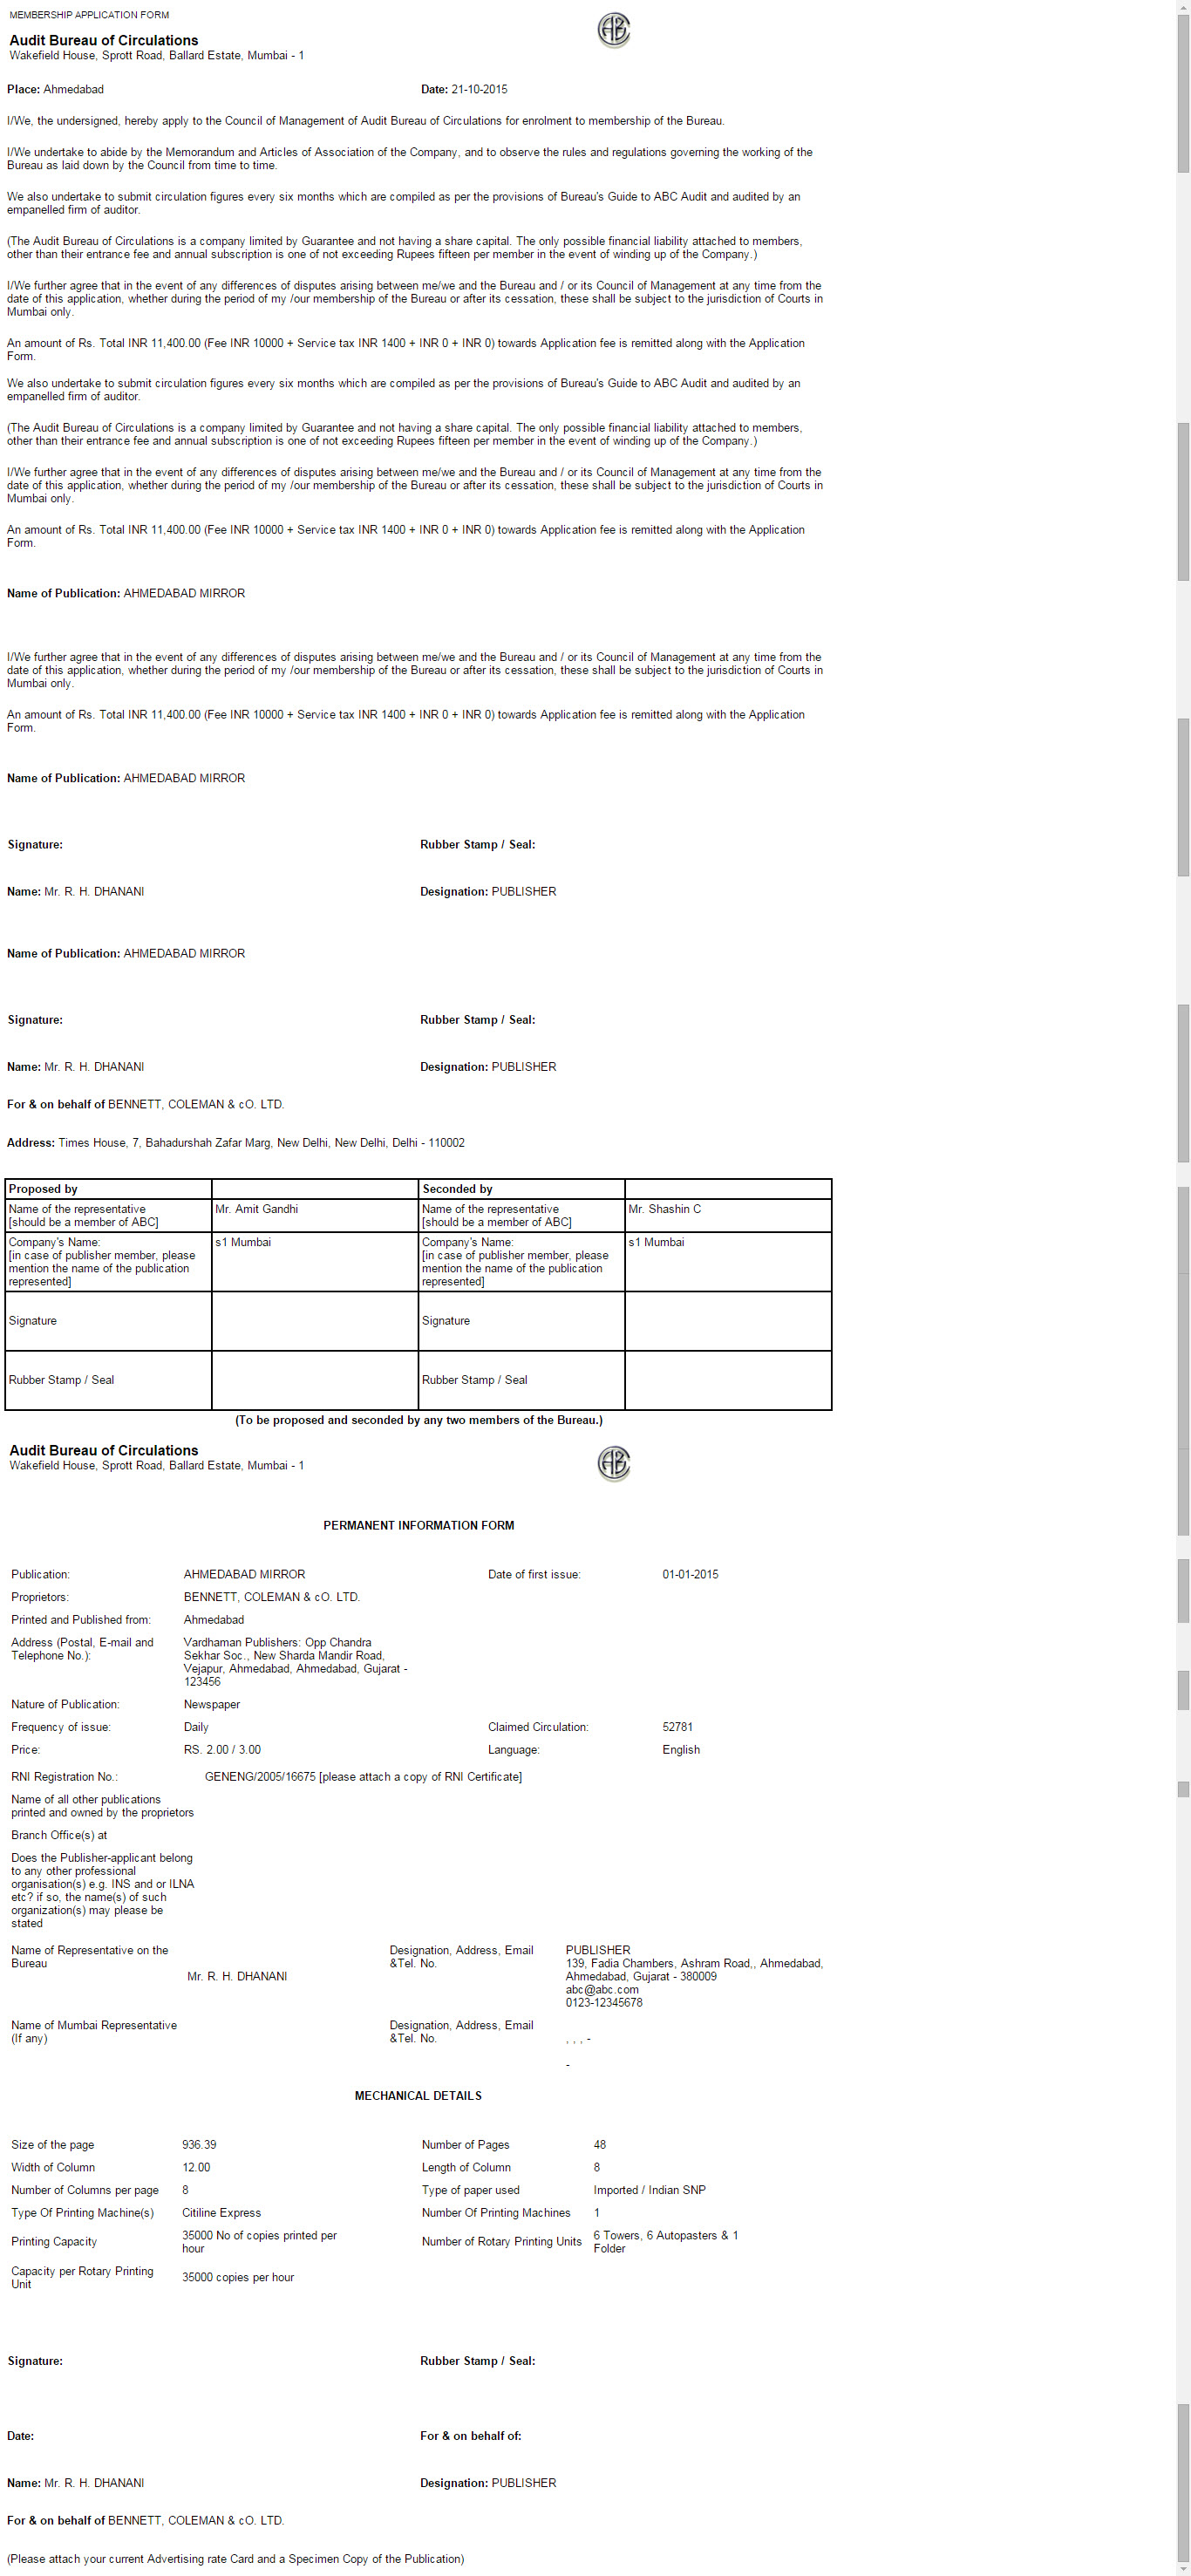 MEMBERSHIP APPLICATION FORM
ABC
Audit Bureau of Circulations
Wakefield House, Sprott Road, Ballard Estate, Mumbai - 1
Place: Ahmedabad Date: 21-10-2015
I/We, the undersigned, hereby apply to the Council of Management of Audit Bureau of Circulations for enrolment to membership of the Bureau.
I/We undertake to abide by the Memorandum and Articles of Association of the Company, and to observe the rules and regulations governing the working of the
Bureau as laid down by the Council from time to time.
We also undertake to submit circulation figures every six months which are compiled as per the provisions of Bureau's Guide to ABC Audit and audited by an
empanelled firm of auditor.
(The Audit Bureau of Circulations is a company limited by Guarantee and not having a share capital. The only possible financial liability attached to members,
other than their entrance fee and annual subscription is one of not exceeding Rupees fifteen per member in the event of winding up of the Company.)
I/We further agree that in the event of any differences of disputes arising between me/we and the Bureau and / or its Council of Management at any time from the
date of this application, whether during the period of my /our membership of the Bureau or after its cessation, these shall be subject to the jurisdiction of Courts in
Mumbai only.
An amount of Rs. Total INR 11,400.00 (Fee INR 10000 + Service tax INR 1400 + INR 0 + INR 0) towards Application fee is remitted along with the Application
Form.
We also undertake to submit circulation figures every six months which are compiled as per the provisions of Bureau's Guide to ABC Audit and audited by an
empanelled firm of auditor.
(The Audit Bureau of Circulations is a company limited by Guarantee and not having a share capital. The only possible financial liability attached to members,
other than their entrance fee and annual subscription is one of not exceeding Rupees fifteen per member in the event of winding up of the Company.)
I/We further agree that in the event of any differences of disputes arising between me/we and the Bureau and / or its Council of Management at any time from the
date of this application, whether during the period of my /our membership of the Bureau or after its cessation, these shall be subject to the jurisdiction of Courts in
Mumbai only.
An amount of Rs. Total INR 11,400.00 (Fee INR 10000 + Service tax INR 1400 + INR 0 + INR 0) towards Application fee is remitted along with the Application
Form.
Name of Publication: AHMEDABAD MIRROR
I/We further agree that in the event of any differences of disputes arising between me/we and the Bureau and / or its Council of Management at any time from the
date of this application, whether during the period of my /our membership of the Bureau or after its cessation, these shall be subject to the jurisdiction of Courts in
Mumbai only.
An amount of Rs. Total INR 11,400.00 (Fee INR 10000 + Service tax INR 1400 + INR 0 + INR 0) towards Application fee is remitted along with the Application
Form.
Name of Publication: AHMEDABAD MIRROR
Signature: Rubber Stamp / Seal:
Name: Mr. R. H. DHANANI Designation: PUBLISHER
Name of Publication: AHMEDABAD MIRROR
Signature: Rubber Stamp / Seal:
Name: Mr. R. H. DHANANI Designation: PUBLISHER
For & on behalf of BENNETT, COLEMAN & cO. LTD.
Address: Times House, 7, Bahadurshah Zafar Marg, New Delhi, New Delhi, Delhi - 110002
Proposed by Seconded by
Name of the representative Mr. Amit Gandhi Name of the representative Mr. Shashin C
[should be a member of ABC] [should be a member of ABC]
Company's Name: s1 Mumbai Company's Name: s1 Mumbai
[in case of publisher member, please [in case of publisher member, please
mention the name of the publication mention the name of the publication
represented] represented]
Signature Signature
Rubber Stamp / Seal Rubber Stamp / Seal
(To be proposed and seconded by any two members of the Bureau.)
Audit Bureau of Circulations
ABC
Wakefield House, Sprott Road, Ballard Estate, Mumbai - 1
PERMANENT INFORMATION FORM
Publication: AHMEDABAD MIRROR Date of first issue: 01-01-2015
Proprietors: BENNETT, COLEMAN & cO. LTD.
Printed and Published from: Ahmedabad
Address (Postal, E-mail and Vardhaman Publishers: Opp Chandra
Telephone No.): Sekhar Soc., New Sharda Mandir Road,
Vejapur, Ahmedabad, Ahmedabad, Gujarat -
123456
Nature of Publication: Newspaper
Frequency of issue: Daily Claimed Circulation: 52781
Price: RS. 2.00 / 3.00 Language: English
RNI Registration No.: GENENG/2005/16675 [please attach a copy of RNI Certificate]
Name of all other publications
printed and owned by the proprietors
Branch Office(s) at
Does the Publisher-applicant belong
to any other professional
organisation(s) e.g. INS and or ILNA
etc? if so, the name(s) of such
organization(s) may please be
stated
Name of Representative on the Designation, Address, Email PUBLISHER
Bureau &Tel. No. 139, Fadia Chambers, Ashram Road,, Ahmedabad,
Mr. R. H. DHANANI Ahmedabad, Gujarat - 380009
abc@abc.com
0123-12345678
Name of Mumbai Representative Designation, Address, Email
(If any) &Tel. No. , , , -
-
MECHANICAL DETAILS
Size of the page 936.39 Number of Pages 48
Width of Column 12.00 Length of Column 8
Number of Columns per page 8 Type of paper used Imported / Indian SNP
Type Of Printing Machine(s) Citiline Express Number Of Printing Machines 1
Printing Capacity 35000 No of copies printed per Number of Rotary Printing Units 6 Towers, 6 Autopasters & 1
hour Folder
Capacity per Rotary Printing 35000 copies per hour
Unit
Signature: Rubber Stamp / Seal:
Date: For & on behalf of:
Name: Mr. R. H. DHANANI Designation: PUBLISHER
For & on behalf of BENNETT, COLEMAN & cO. LTD.
(Please attach your current Advertising rate Card and a Specimen Copy of the Publication)